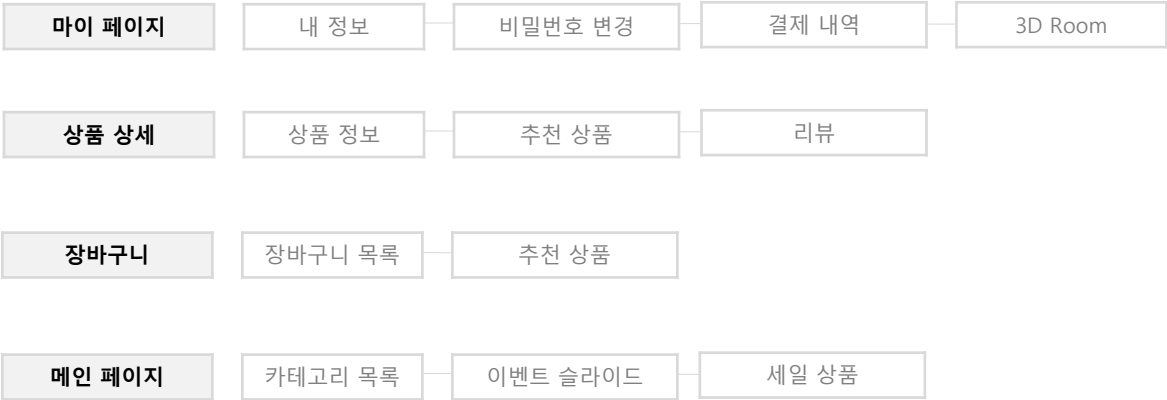 마이 페이지 내 정보 비밀번호 변경 결제 내역 3D Room
상품 상세 상품 정보 추천 상품 리뷰
장바구니 장바구니 목록 추천 상품
메인 페이지 카테고리 목록 이벤트 슬라이드 세일 상품